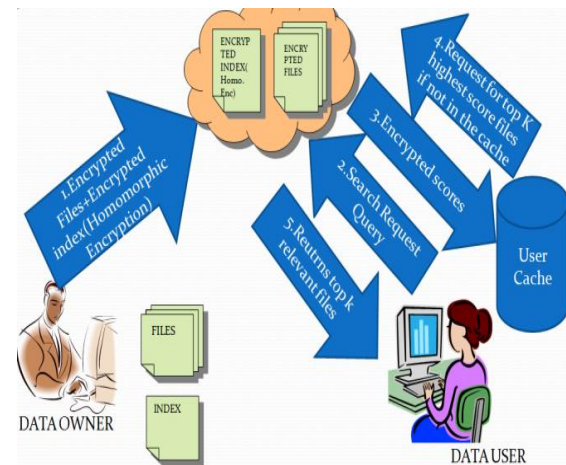 ENCRYP
TED
INDEX(
Homo.
Enc)
ENCRY
PTED
FILES
1.Encrypted
Files+Encrypted
index(Homomorphic
Encryption)
4.Request for top K
highest score files
if not in the cache
3.Encrypted scores
2.Search Request
Query
5.Reutrns top k
relevant files
User
Cache
FILES
INDEX
DATA OWNER
DATA USER